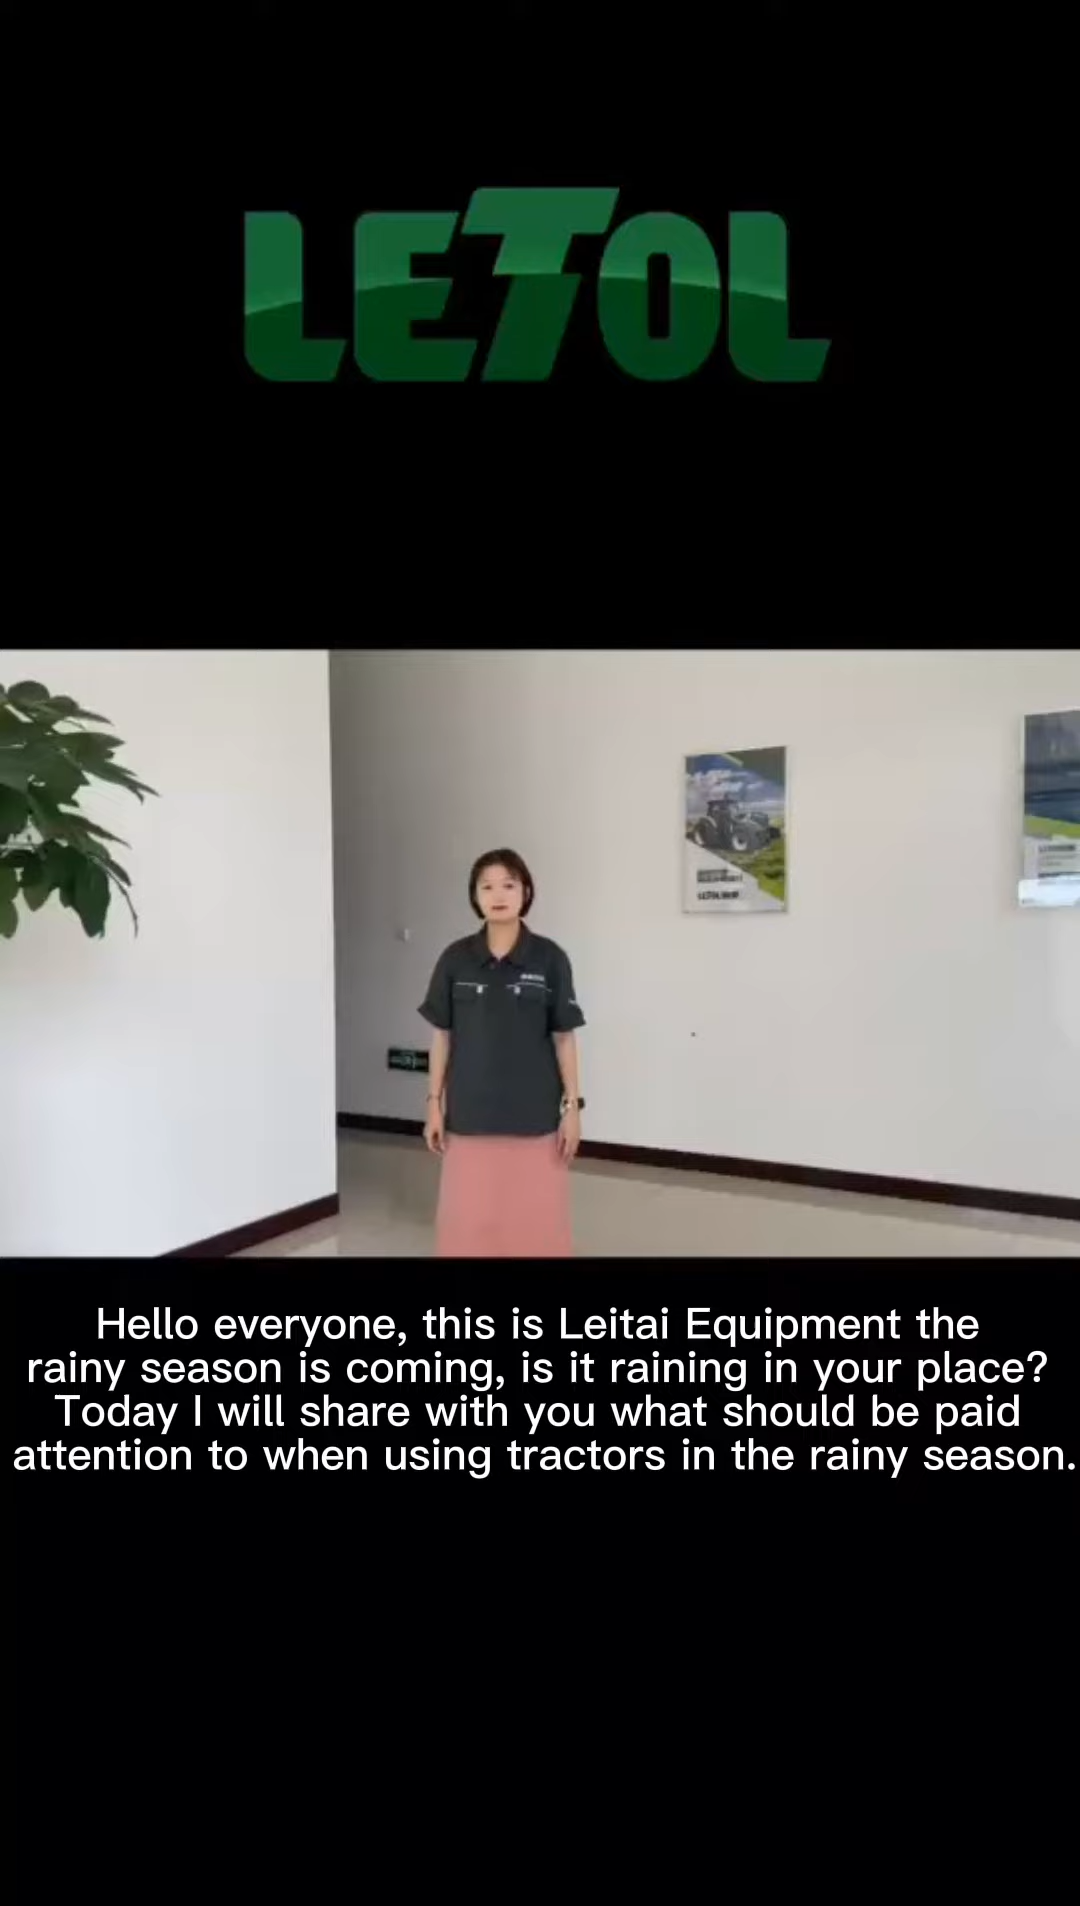 LETOL
Hello everyone, this is Leitai Equipment the
rainy season is coming, is it raining in your place?
Today I will share with you what should be paid
attention to when using tractors in the rainy season.